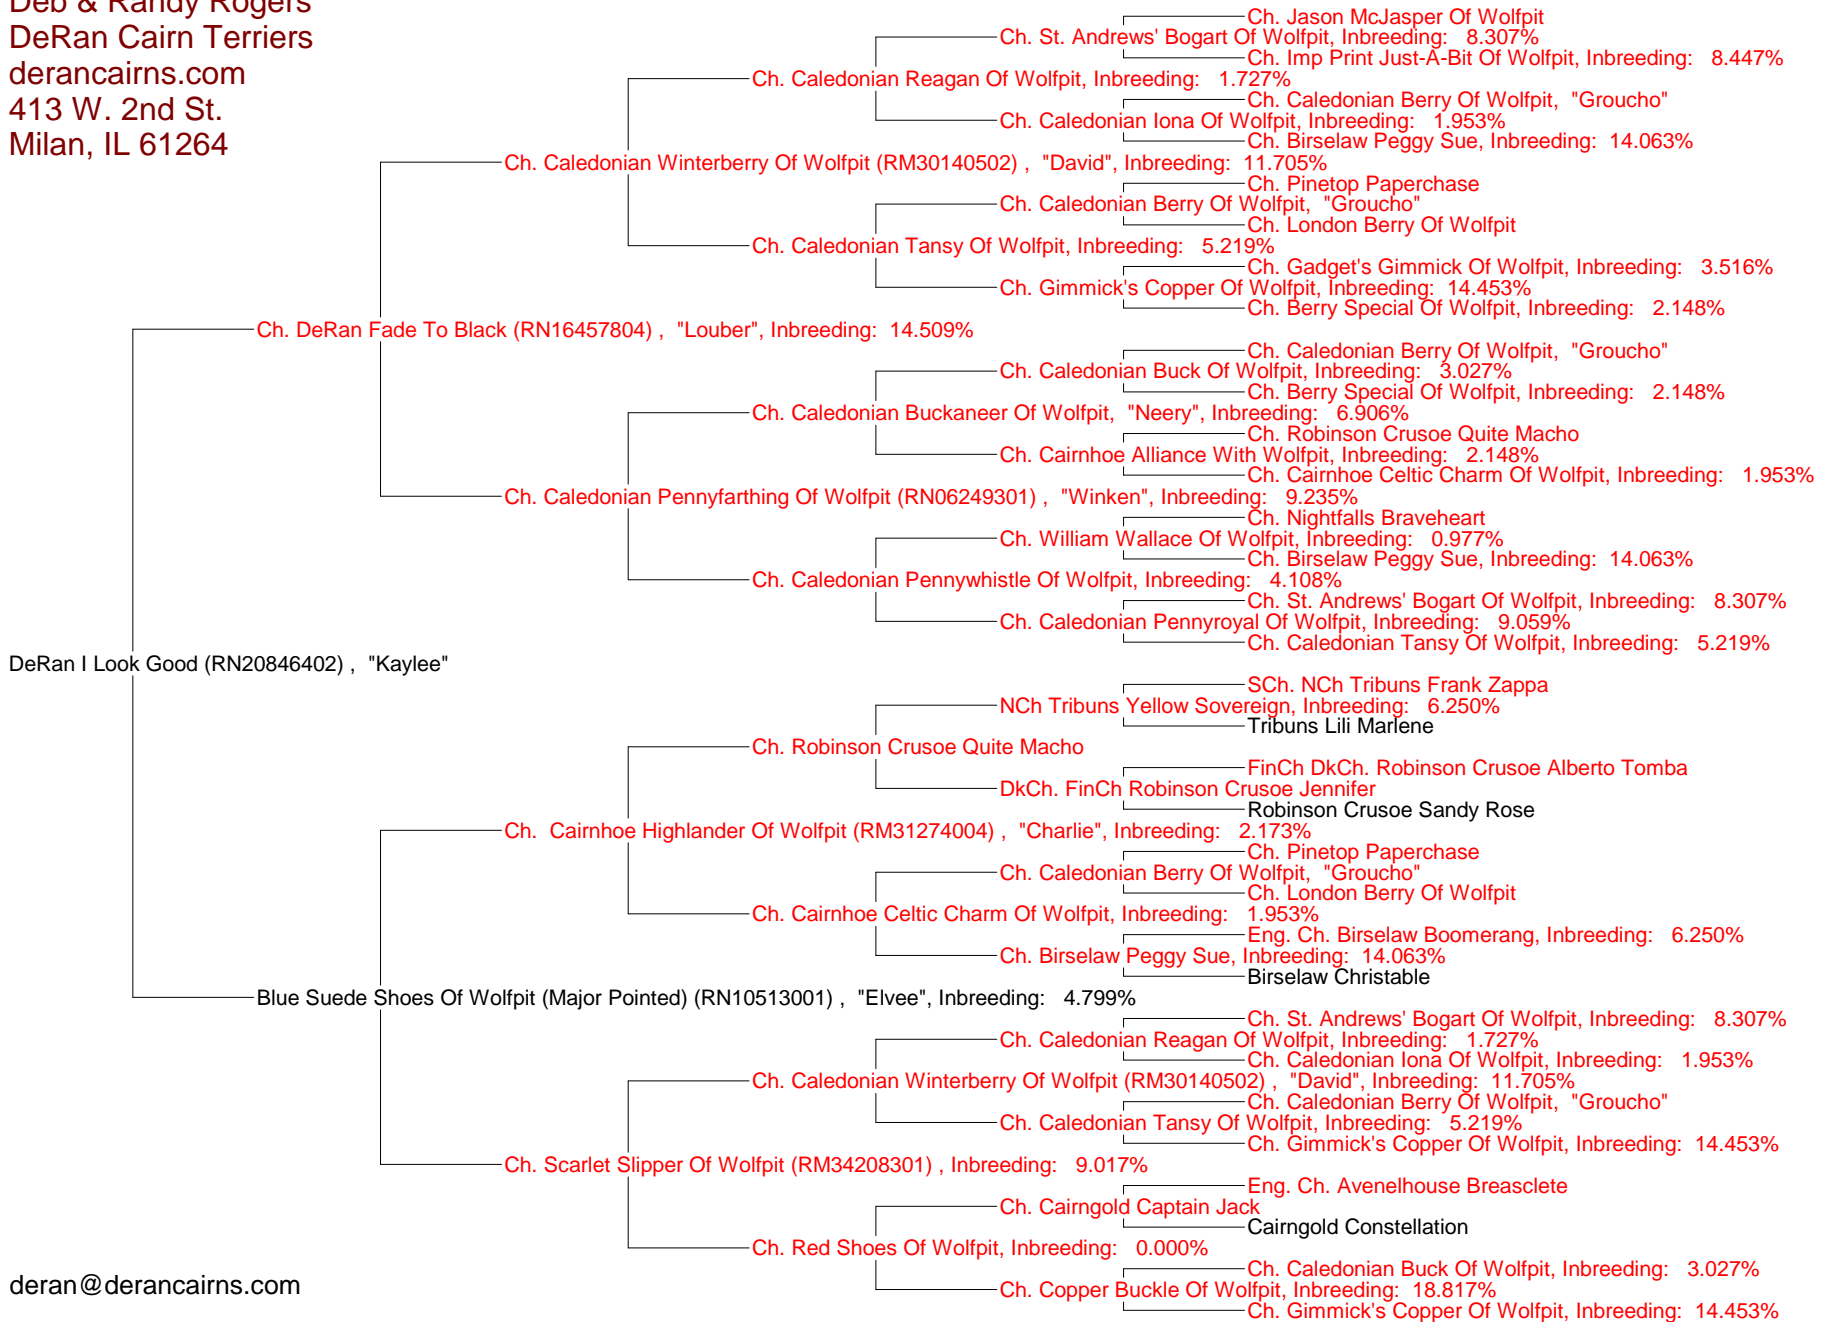 Deb & Randy Rogers
DeRan Cairn Terriers
derancairns.com
413 W. 2nd St.
Milan, IL 61264
Ch. Jason McJasper Of Wolfpit
Ch. St. Andrews' Bogart Of Wolfpit, Inbreeding: 8.307%
Ch. Imp Print Just-A-Bit Of Wolfpit, Inbreeding: 8.447%
Ch. Caledonian Reagan Of Wolfpit, Inbreeding: 1.727%
Ch. Caledonian Berry Of Wolfpit, "Groucho"
Ch. Caledonian Iona Of Wolfpit, Inbreeding: 1.953%
Ch. Birselaw Peggy Sue, Inbreeding: 14.063%
Ch. Caledonian Winterberry Of Wolfpit (RM30140502) , "David", Inbreeding: 11.705%
Ch. Pinetop Paperchase
Ch. Caledonian Berry Of Wolfpit, "Groucho"
Ch. London Berry Of Wolfpit
Ch. Caledonian Tansy Of Wolfpit, Inbreeding: 5.219%
Ch. Gadget's Gimmick Of Wolfpit, Inbreeding: 3.516%
Ch. Gimmick's Copper Of Wolfpit, Inbreeding: 14.453%
Ch. Berry Special Of Wolfpit, Inbreeding: 2.148%
Ch. DeRan Fade To Black (RN16457804) , "Louber", Inbreeding: 14.509%
Ch. Caledonian Berry Of Wolfpit, "Groucho"
Ch. Caledonian Buck Of Wolfpit, Inbreeding: 3.027%
Ch. Berry Special Of Wolfpit, Inbreeding: 2.148%
Ch. Caledonian Buckaneer Of Wolfpit, "Neery", Inbreeding: 6.906%
Ch. Robinson Crusoe Quite Macho
Ch. Cairnhoe Alliance With Wolfpit, Inbreeding: 2.148%
Ch. Cairnhoe Celtic Charm Of Wolfpit, Inbreeding: 1.953%
Ch. Caledonian Pennyfarthing Of Wolfpit (RN06249301) , "Winken", Inbreeding: 9.235%
Ch. Nightfalls Braveheart
Ch. William Wallace Of Wolfpit, Inbreeding: 0.977%
Ch. Birselaw Peggy Sue, Inbreeding: 14.063%
Ch. Caledonian Pennywhistle Of Wolfpit, Inbreeding: 4.108%
Ch. St. Andrews' Bogart Of Wolfpit, Inbreeding: 8.307%
Ch. Caledonian Pennyroyal Of Wolfpit, Inbreeding: 9.059%
Ch. Caledonian Tansy Of Wolfpit, Inbreeding: 5.219%
DeRan I Look Good (RN20846402) , "Kaylee"
SCh. NCh Tribuns Frank Zappa
NCh Tribuns Yellow Sovereign, Inbreeding: 6.250%
Tribuns Lili Marlene
Ch. Robinson Crusoe Quite Macho
FinCh DkCh. Robinson Crusoe Alberto Tomba
DkCh. FinCh Robinson Crusoe Jennifer
Robinson Crusoe Sandy Rose
Ch. Cairnhoe Highlander Of Wolfpit (RM31274004) , "Charlie", Inbreeding: 2.173%
Ch. Pinetop Paperchase
Ch. Caledonian Berry Of Wolfpit, "Groucho"
Ch. London Berry Of Wolfpit
Ch. Cairnhoe Celtic Charm Of Wolfpit, Inbreeding: 1.953%
Eng. Ch. Birselaw Boomerang, Inbreeding: 6.250%
Ch. Birselaw Peggy Sue, Inbreeding: 14.063%
Birselaw Christable
Blue Suede Shoes Of Wolfpit (Major Pointed) (RN10513001) , "Elvee", Inbreeding: 4.799%
Ch. St. Andrews' Bogart Of Wolfpit, Inbreeding: 8.307%
Ch. Caledonian Reagan Of Wolfpit, Inbreeding: 1.727%
Ch. Caledonian Iona Of Wolfpit, Inbreeding: 1.953%
Ch. Caledonian Winterberry Of Wolfpit (RM30140502) , "David", Inbreeding: 11.705%
Ch. Caledonian Berry Of Wolfpit, "Groucho"
Ch. Caledonian Tansy Of Wolfpit, Inbreeding: 5.219%
Ch. Gimmick's Copper Of Wolfpit, Inbreeding: 14.453%
Ch. Scarlet Slipper Of Wolfpit (RM34208301) , Inbreeding: 9.017%
Eng. Ch. Avenelhouse Breasclete
Ch. Cairngold Captain Jack
Cairngold Constellation
Ch. Red Shoes Of Wolfpit, Inbreeding: 0.000%
Ch. Caledonian Buck Of Wolfpit, Inbreeding: 3.027%
Ch. Copper Buckle Of Wolfpit, Inbreeding: 18.817%
Ch. Gimmick's Copper Of Wolfpit, Inbreeding: 14.453%
deran@derancairns.com